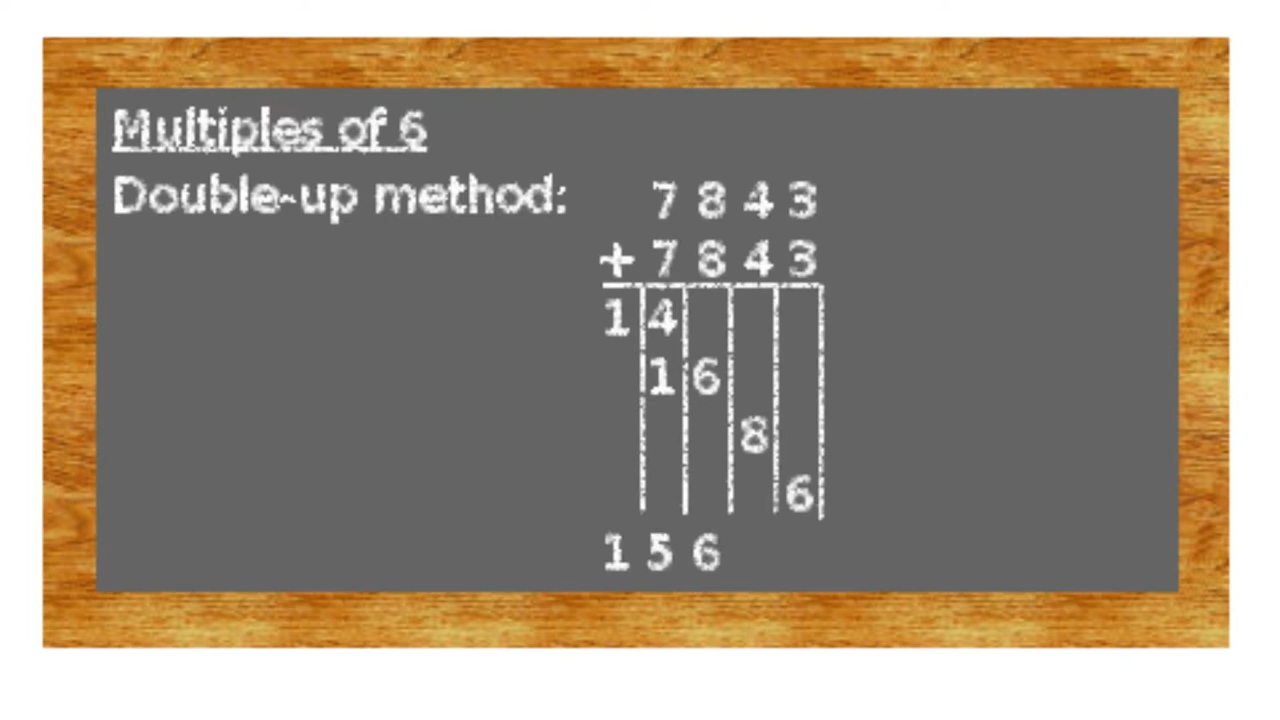 Multiples of 6
Double-up method: 7 8 4 3
+ 7 8 4 3
1 4
1 6
8
6
1 5 6